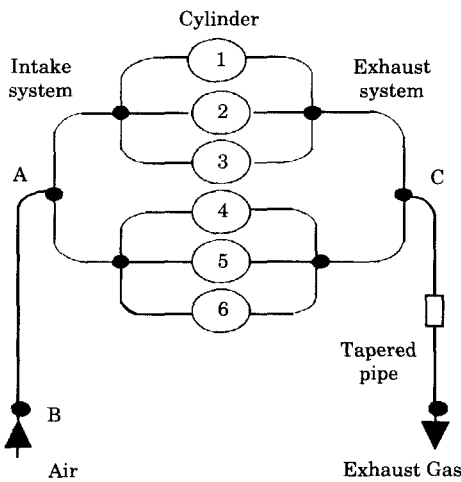 Cylinder
Intake
system
Exhaust
system
1
2
3
A
C
4
5
6
Tapered
pipe
B
Air
Exhaust Gas